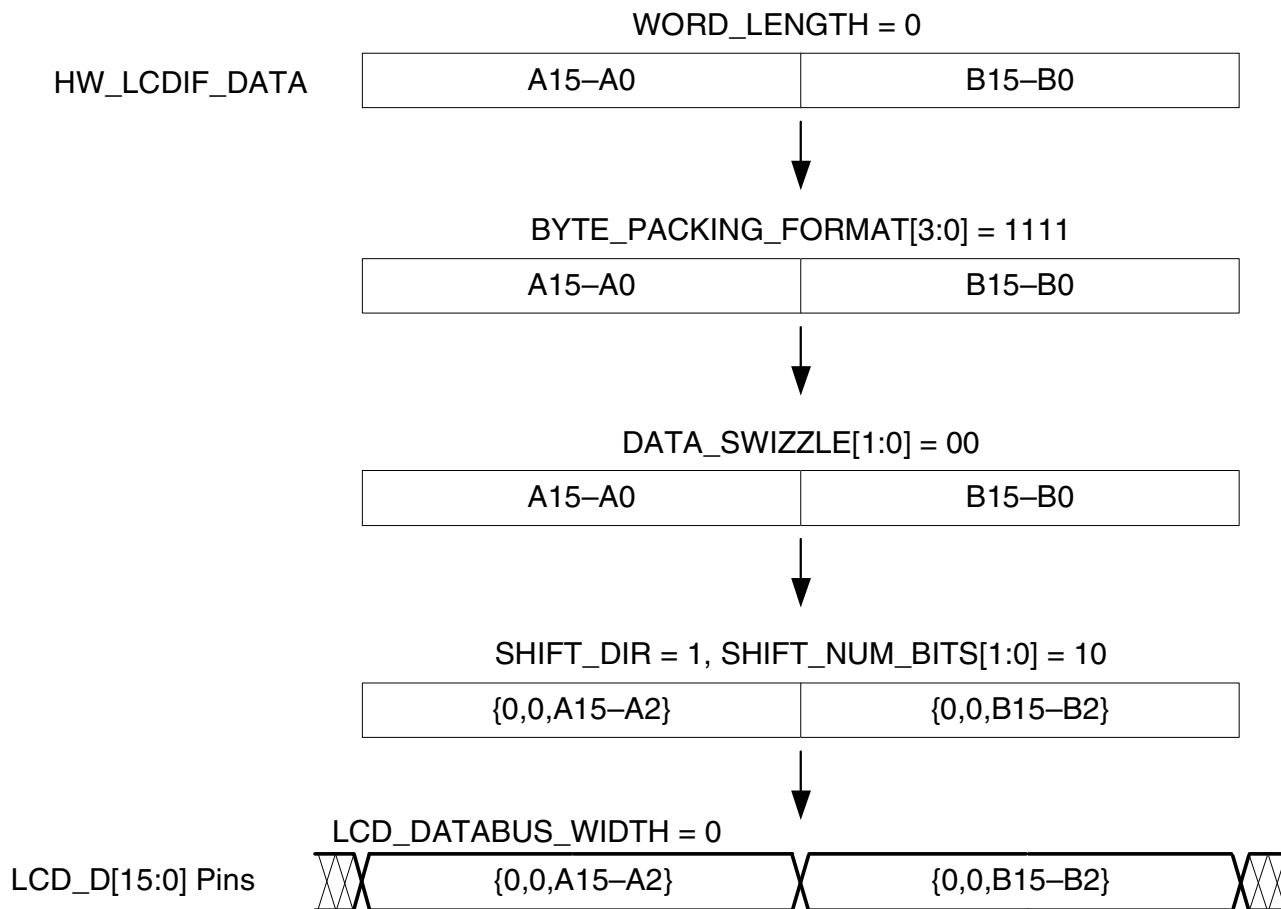 WORD_LENGTH = 0
HW_LCDIF_DATA A15–A0 B15–B0
BYTE_PACKING_FORMAT[3:0] = 1111
A15–A0 B15–B0
DATA_SWIZZLE[1:0] = 00
A15–A0 B15–B0
SHIFT_DIR = 1, SHIFT_NUM_BITS[1:0] = 10
{0,0,A15–A2} {0,0,B15–B2}
LCD_DATABUS_WIDTH = 0
LCD_D[15:0] Pins {0,0,A15–A2} {0,0,B15–B2}